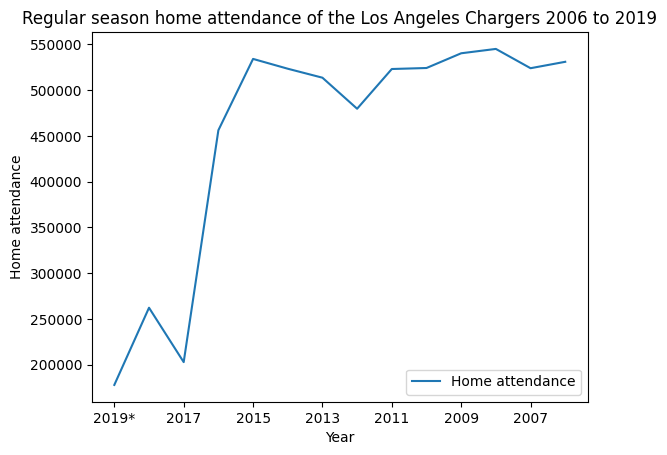 Regular season home attendance of the Los Angeles Chargers 2006 to 2019
550000
500000
450000
400000
350000
300000
250000
200000
Home attendance
Home attendance
2019* 2017 2015 2013 2011 2009 2007
Year